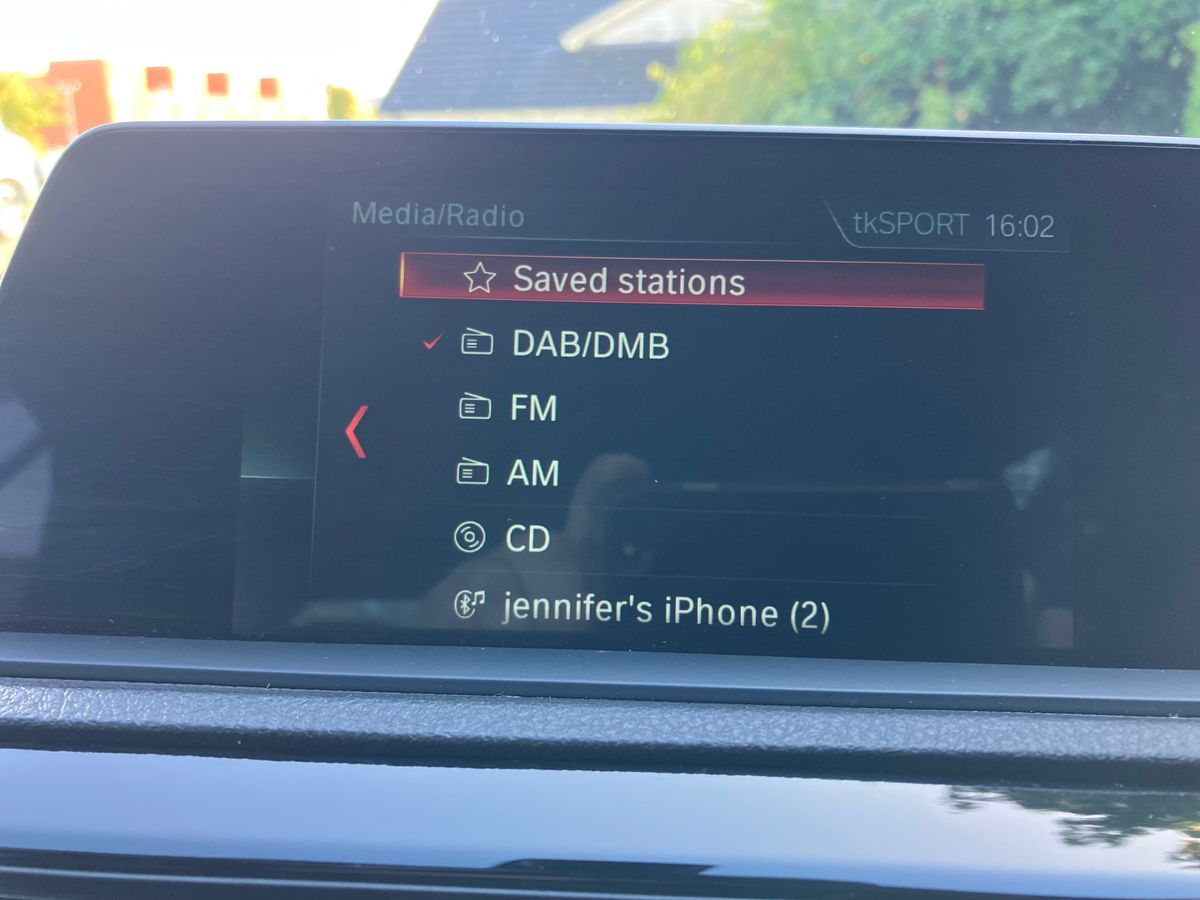 Media/Radio
tkSPORT 16:02
Saved stations
DAB/DMB
FM
AM
CD
jennifer's iPhone (2)